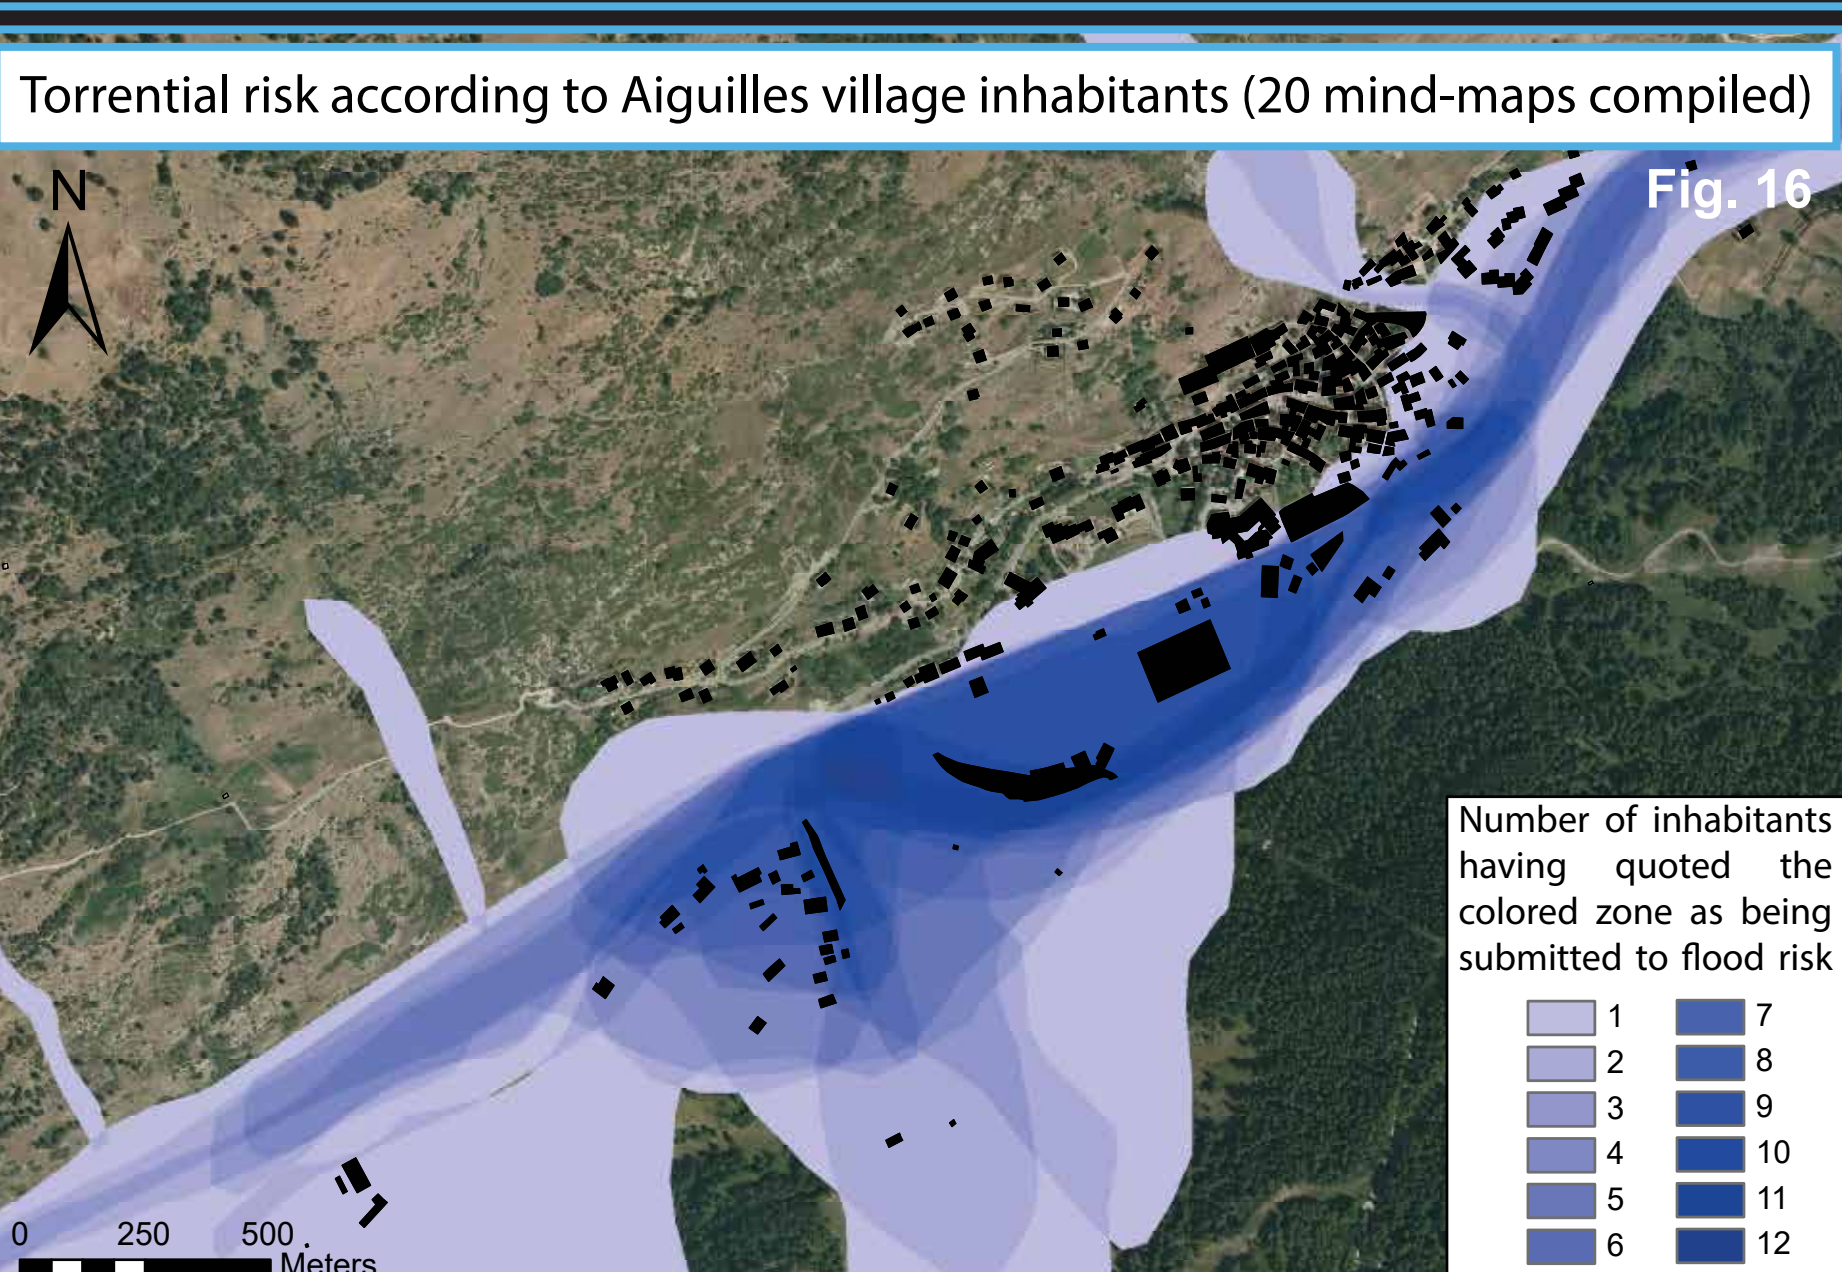 Torrential risk according to Aiguilles village inhabitants (20 mind-maps compiled)
N
Fig. 16
Number of inhabitants
having quoted the
colored zone as being
submitted to flood risk
1 7
2 8
3 9
4 10
5 11
6 12
0 250 500
Meters